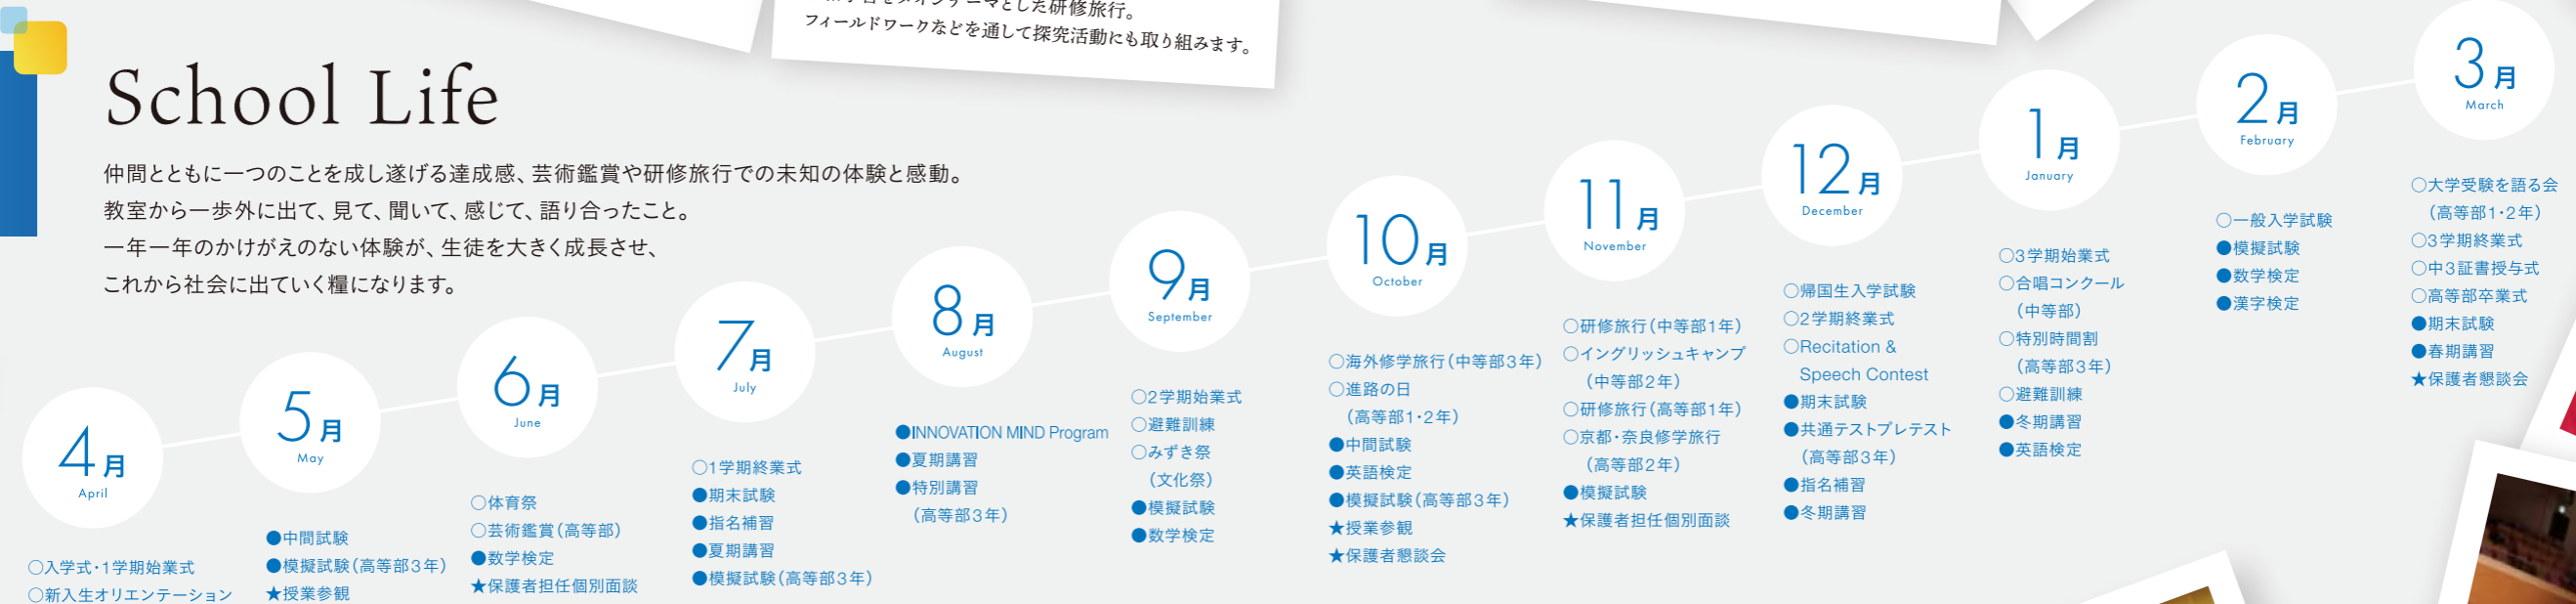 した研修旅行。
フィールドワークなどを通して探究活動にも取り組みます。
School Life
仲間とともに一つのことを成し遂げる達成感、芸術鑑賞や研修旅行での未知の体験と感動。
教室から一歩外に出て、見て、聞いて、感じて、語り合ったこと。
一年一年のかけがえのない体験が、生徒を大きく成長させ、
これから社会に出ていく糧になります。
4月
April
○入学式・1学期始業式
○新入生オリエンテーション
5月
May
●中間試験
●模擬試験(高等部3年)
★授業参観
6月
June
○体育祭
○芸術鑑賞(高等部)
●数学検定
★保護者担任個別面談
7月
July
○1学期終業式
●期末試験
●指名補習
●夏期講習
●模擬試験(高等部3年)
8月
August
●INNOVATION MIND Program
●夏期講習
●特別講習
(高等部3年)
9月
September
○2学期始業式
○避難訓練
○みずき祭
(文化祭)
●模擬試験
●数学検定
10月
October
○海外修学旅行(中等部3年)
○進路の日
(高等部1・2年)
●中間試験
●英語検定
●模擬試験(高等部3年)
★授業参観
★保護者懇談会
11月
November
○研修旅行(中等部1年)
○イングリッシュキャンプ
(中等部2年)
○研修旅行(高等部1年)
○京都・奈良修学旅行
(高等部2年)
●模擬試験
★保護者担任個別面談
12月
December
○帰国生入学試験
○2学期終業式
○Recitation &
Speech Contest
●期末試験
●共通テストプレテスト
(高等部3年)
●指名補習
●冬期講習
1月
January
○3学期始業式
○合唱コンクール
(中等部)
○特別時間割
(高等部3年)
○避難訓練
●冬期講習
●英語検定
2月
February
○一般入学試験
●模擬試験
●数学検定
●漢字検定
3月
March
○大学受験を語る会
(高等部1・2年)
○3学期終業式
○中3証書授与式
○高等部卒業式
●期末試験
●春期講習
★保護者懇談会